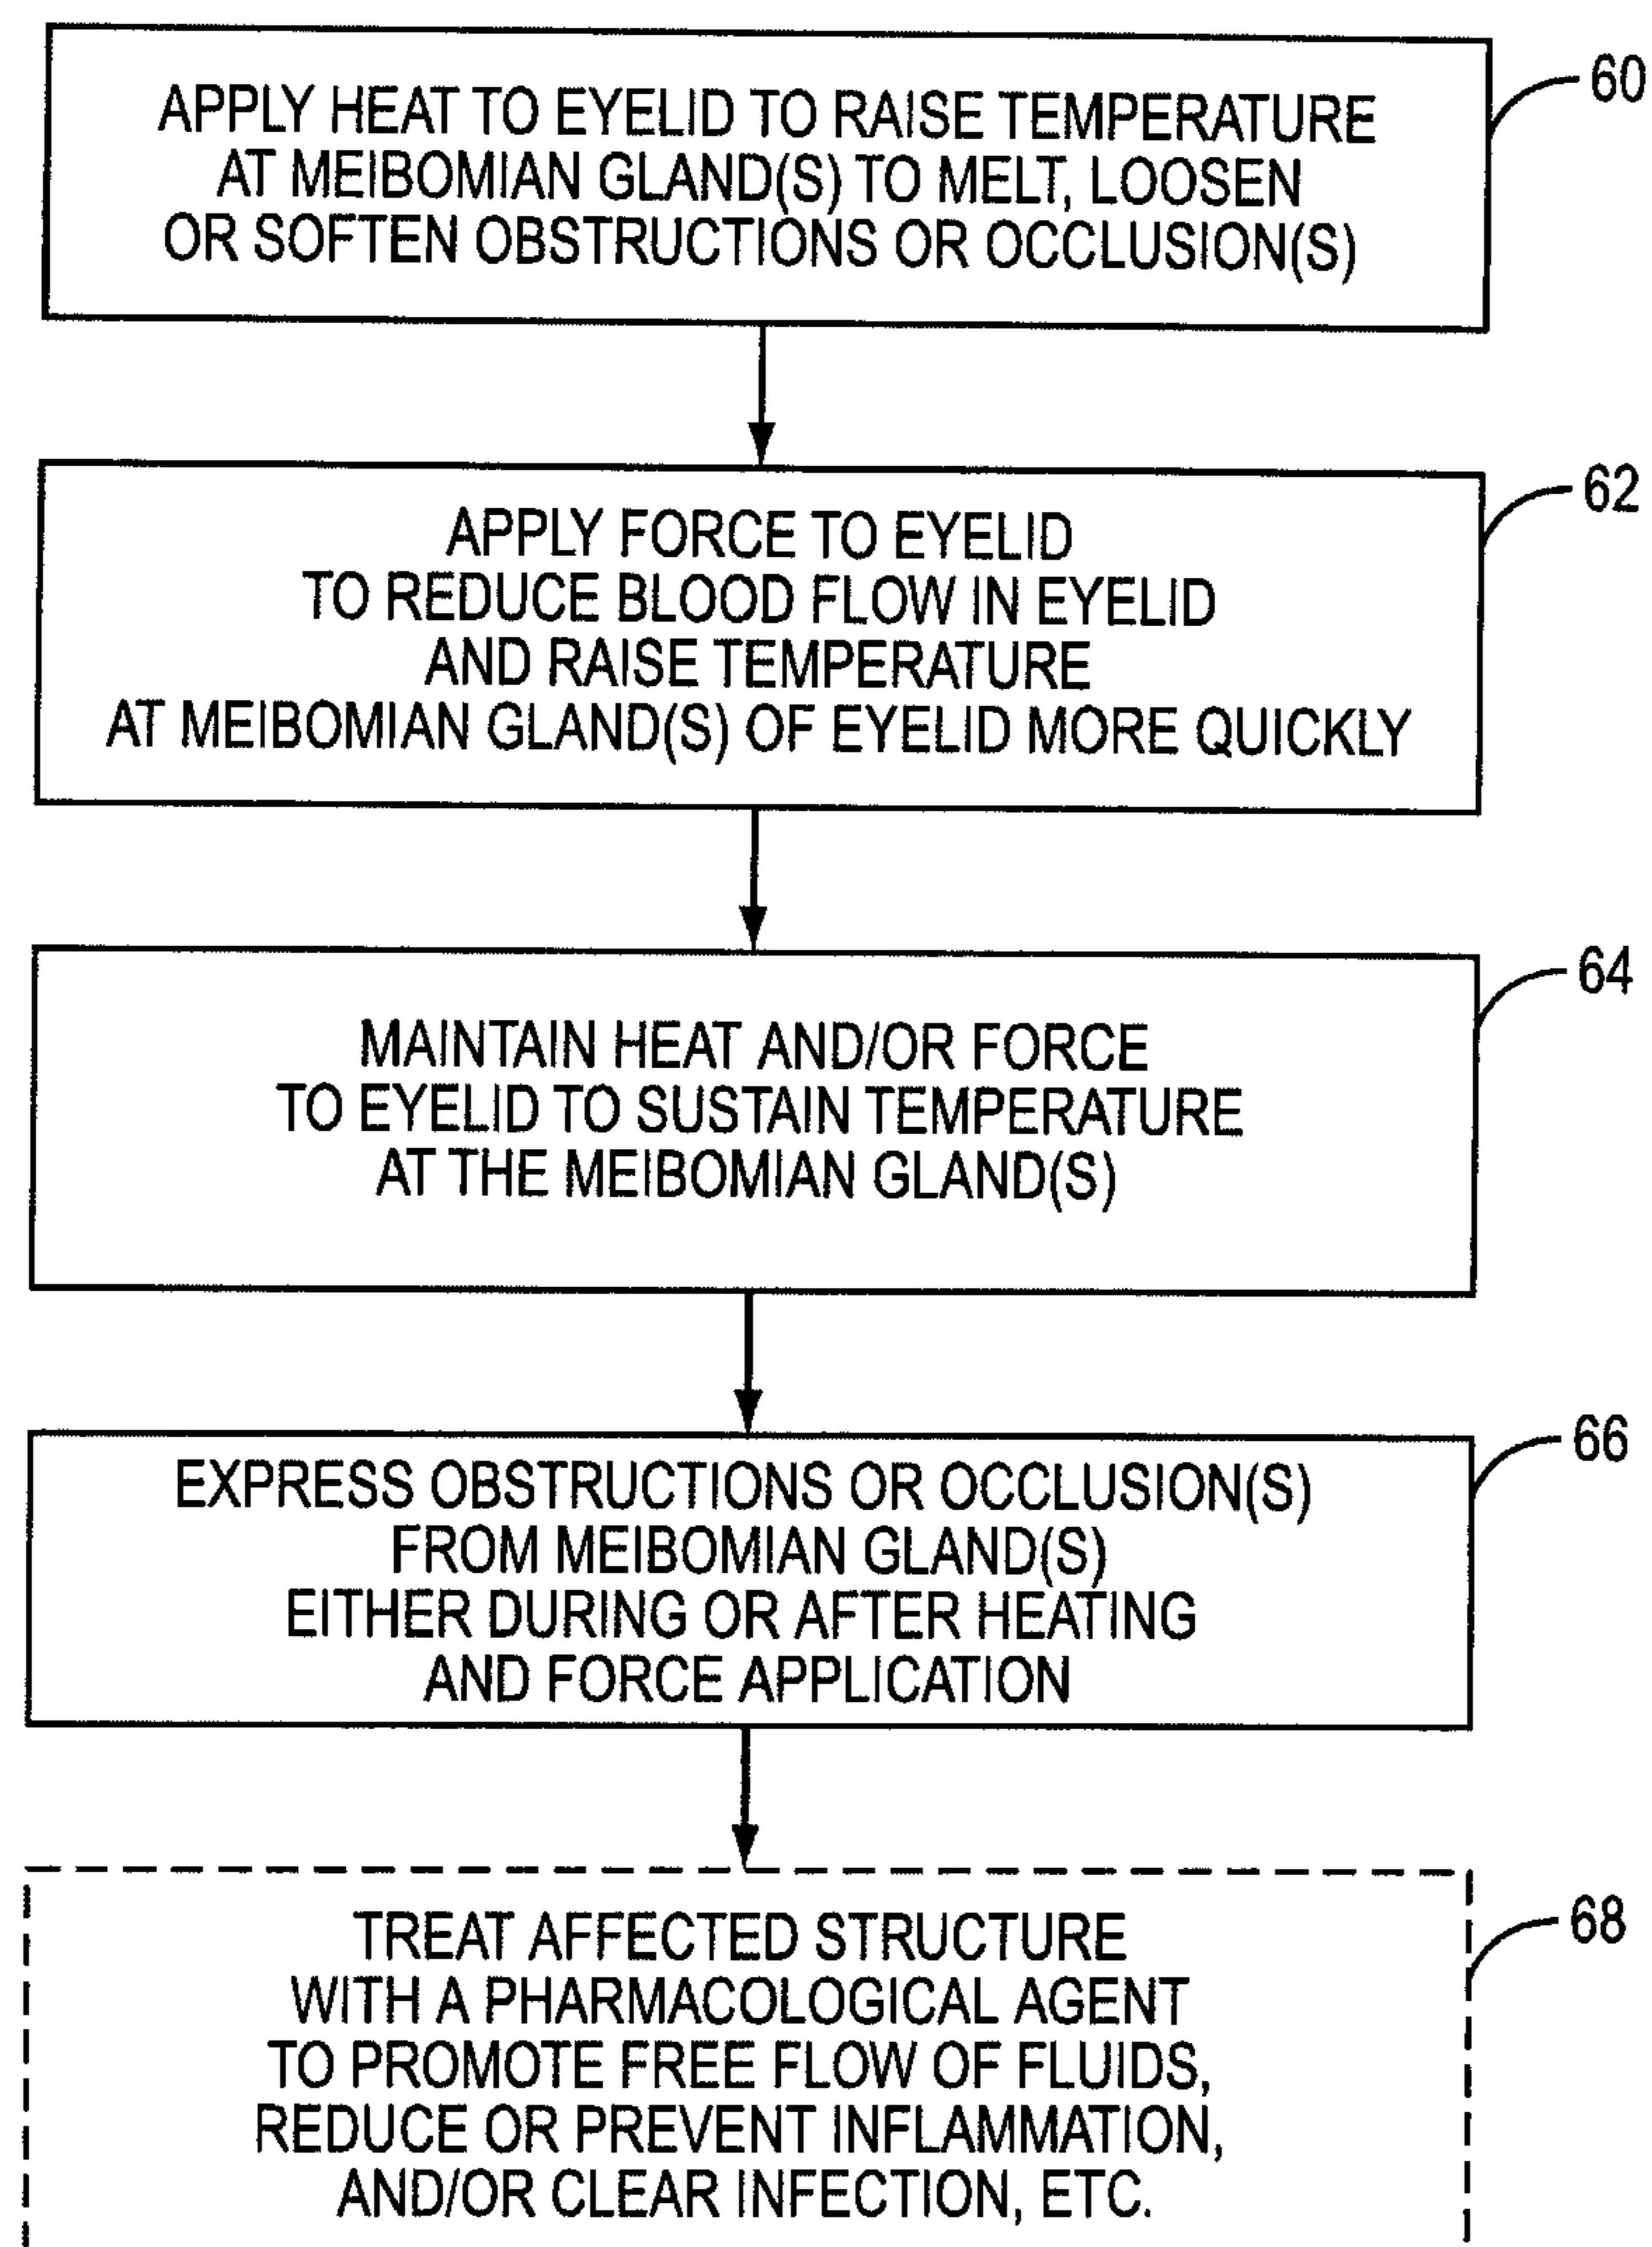 APPLY HEAT TO EYELID TO RAISE TEMPERATURE
AT MEIBOMIAN GLAND(S) TO MELT, LOOSEN
OR SOFTEN OBSTRUCTIONS OR OCCLUSION(S)
60
APPLY FORCE TO EYELID
TO REDUCE BLOOD FLOW IN EYELID
AND RAISE TEMPERATURE
AT MEIBOMIAN GLAND(S) OF EYELID MORE QUICKLY
62
MAINTAIN HEAT AND/OR FORCE
TO EYELID TO SUSTAIN TEMPERATURE
AT THE MEIBOMIAN GLAND(S)
64
EXPRESS OBSTRUCTIONS OR OCCLUSION(S)
FROM MEIBOMIAN GLAND(S)
EITHER DURING OR AFTER HEATING
AND FORCE APPLICATION
66
TREAT AFFECTED STRUCTURE
WITH A PHARMACOLOGICAL AGENT
TO PROMOTE FREE FLOW OF FLUIDS,
REDUCE OR PREVENT INFLAMMATION,
AND/OR CLEAR INFECTION, ETC.
68